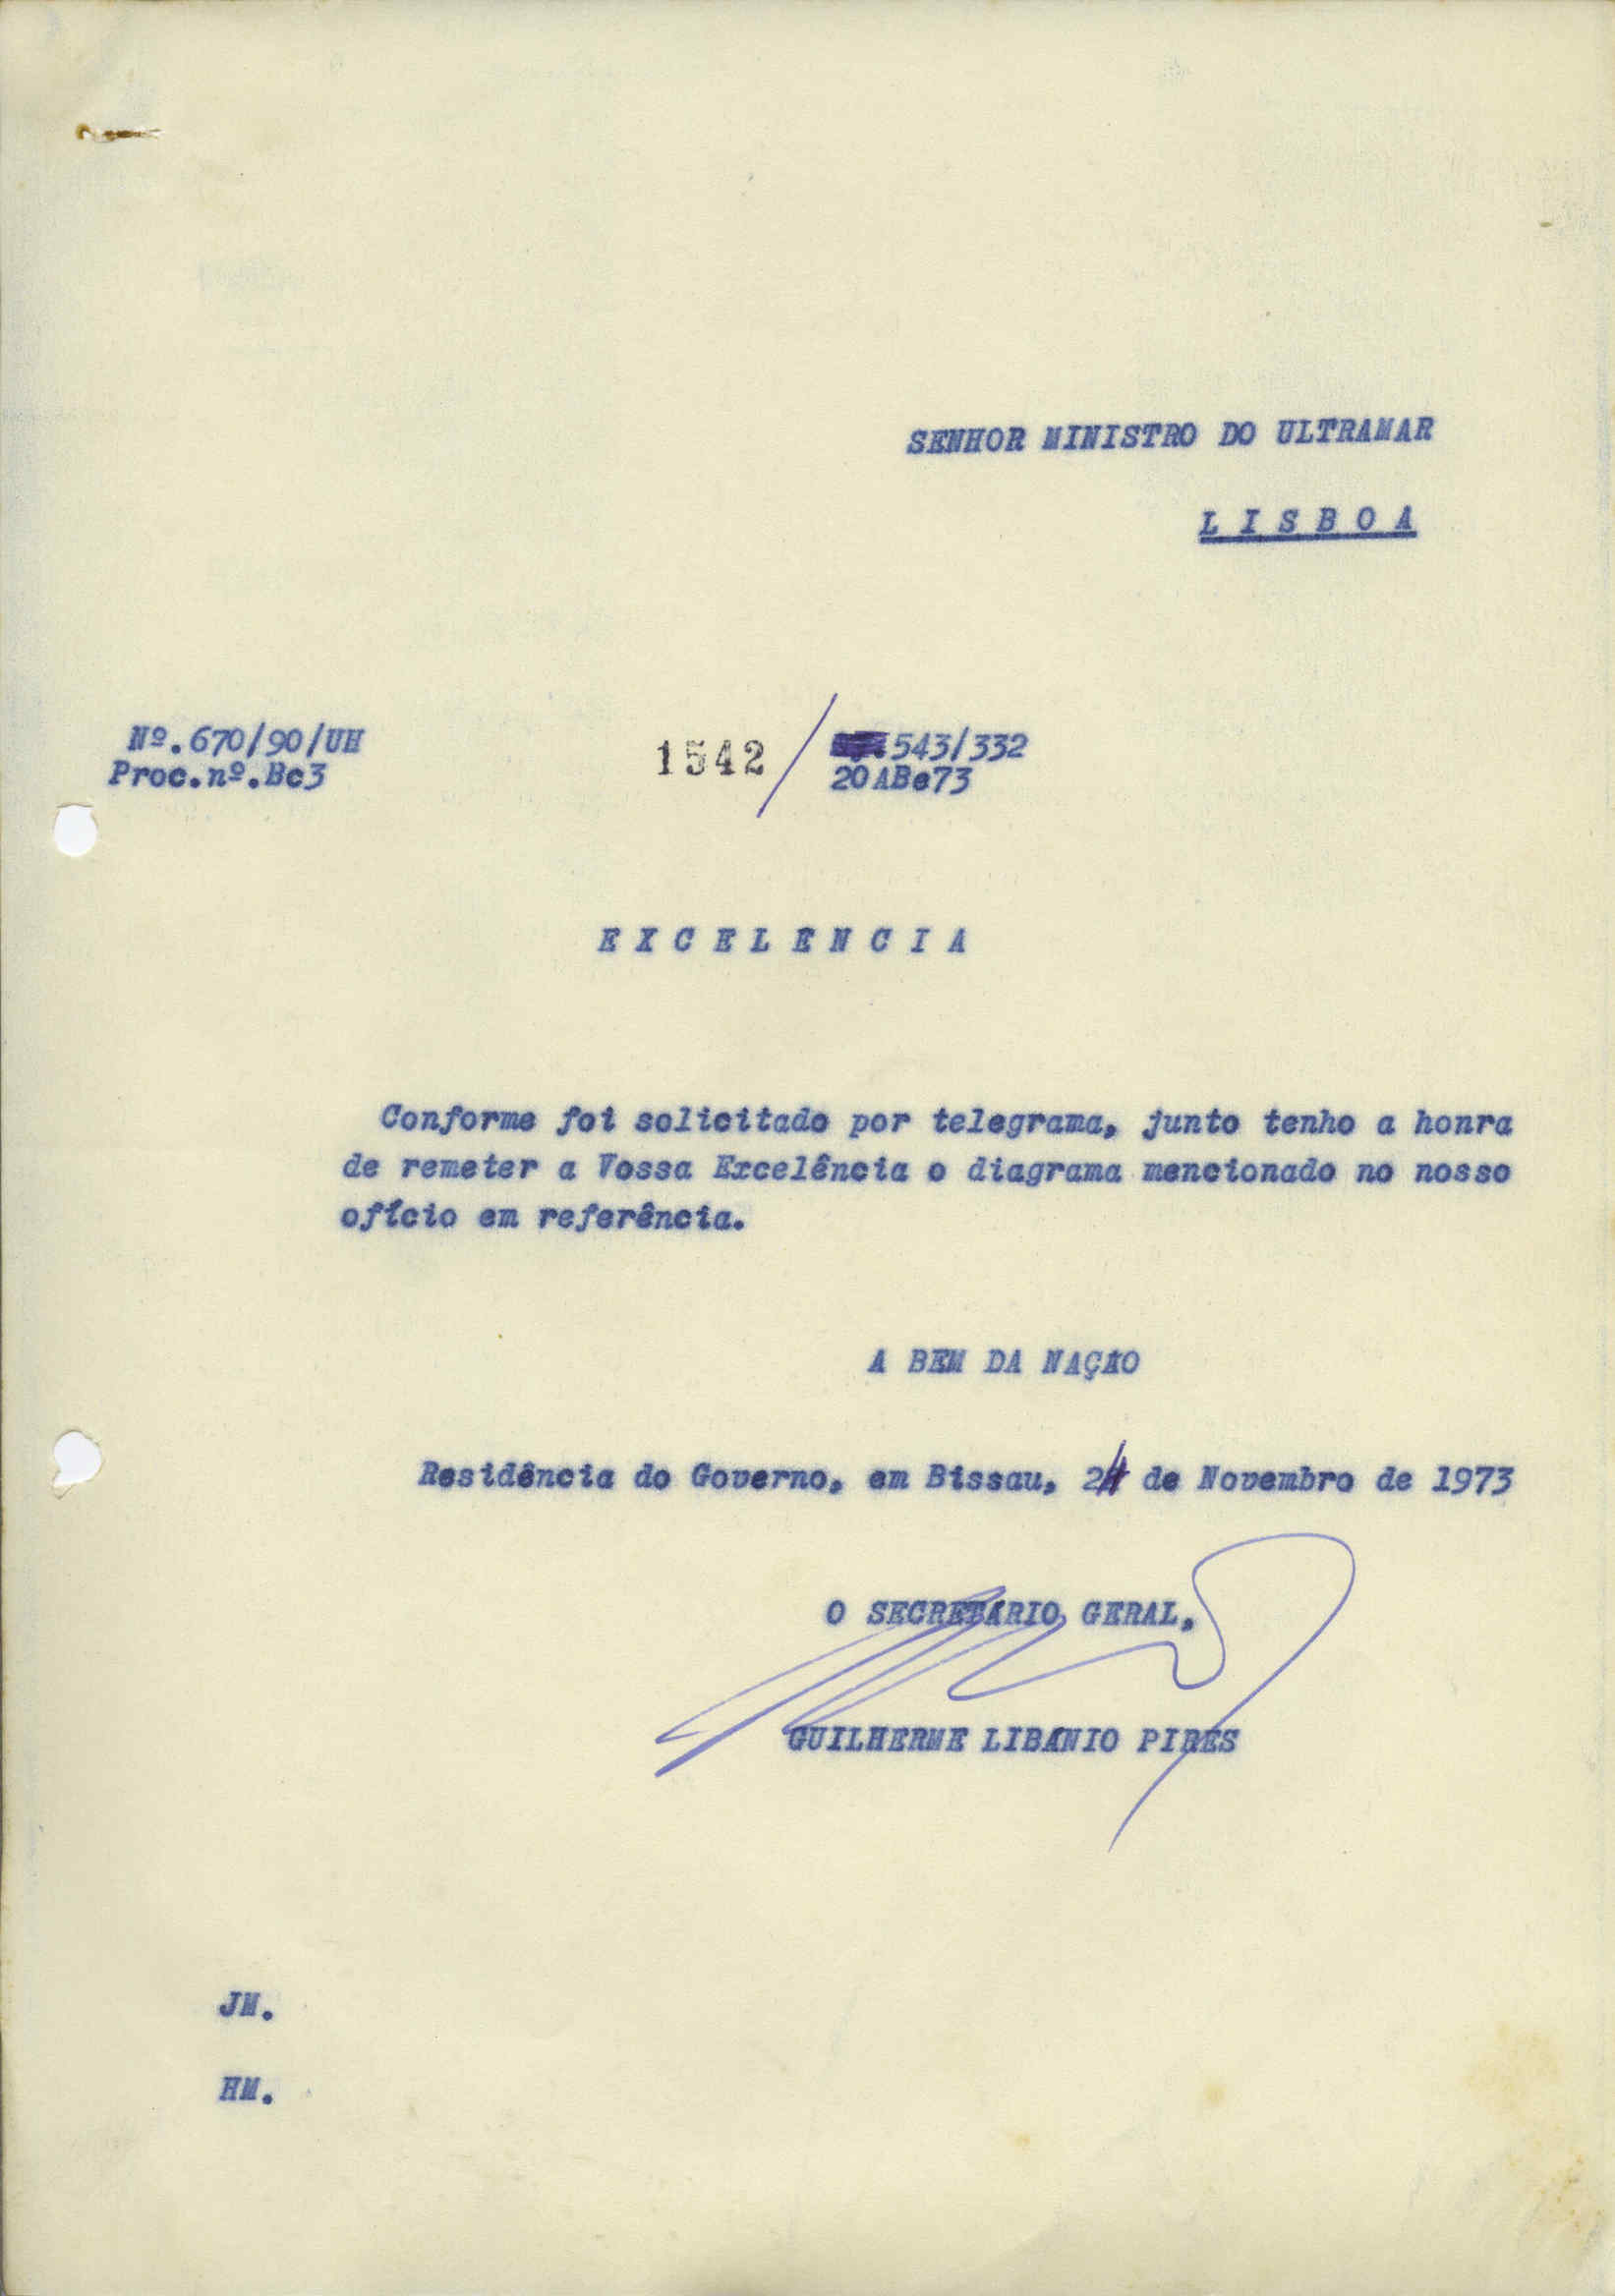 SENHOR MINISTRO DO ULTRAMAR
L I S B O A
Nº.670/90/UH
Proc.nº.Bc3
1542/
543/332
20ABe73
E X C E L Ê N C I A
Conforme foi solicitado por telegrama, junto tenho a honra
de remeter a Vossa Excelência o diagrama mencionado no nosso
ofício em referência.
A BEM DA NAÇÃO
Residência do Governo, em Bissau, 24 de Novembro de 1973
O SECRETÁRIO GERAL,
GUILHERME LIBÂNIO PIRES
JM.
HM.